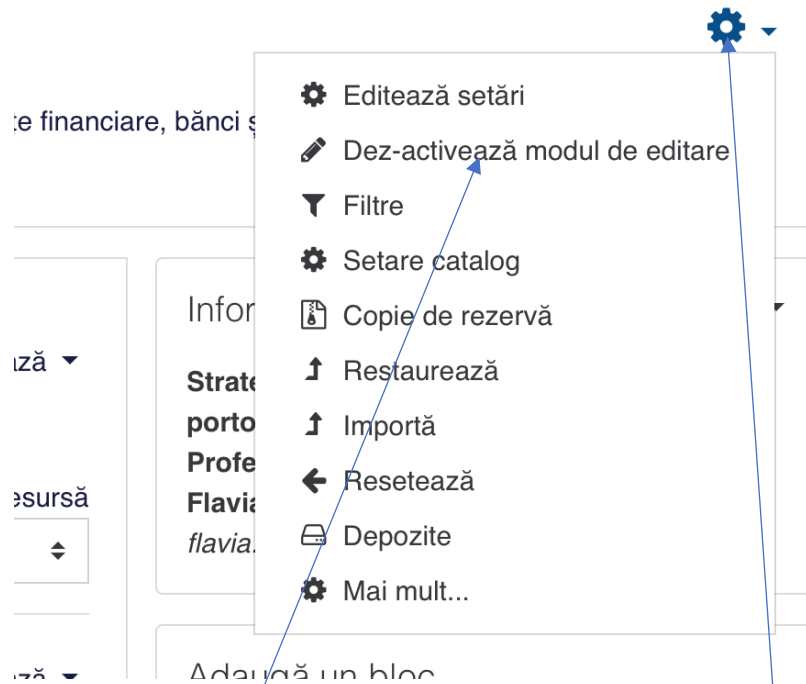 te financiare, bănci ș
Editează setări
Dez-activează modul de editare
Filtre
Setare catalog
Copie de rezervă
Restaurează
Importă
Resetează
Depozite
Mai mult...
ază
esursă
ază
Infor
Strate
porto
Profe
Flavia
flavia.
Adaugă un bloc